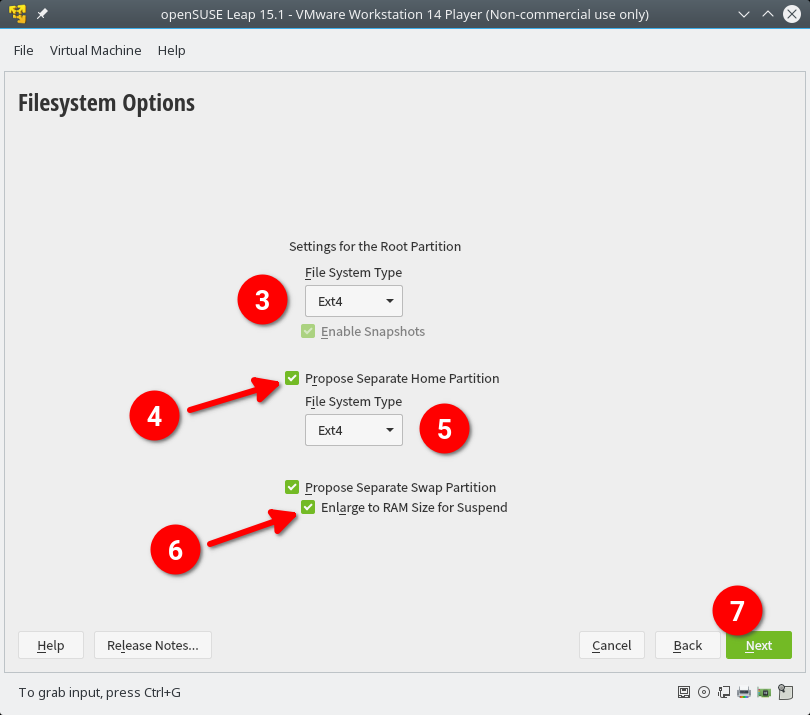 openSUSE Leap 15.1 - VMware Workstation 14 Player (Non-commercial use only)
File Virtual Machine Help
Filesystem Options
Settings for the Root Partition
File System Type
3
Ext4
Enable Snapshots
Propose Separate Home Partition
4
File System Type
Ext4
5
Propose Separate Swap Partition
Enlarge to RAM Size for Suspend
6
7
Help Release Notes... Cancel Back Next
To grab input, press Ctrl+G